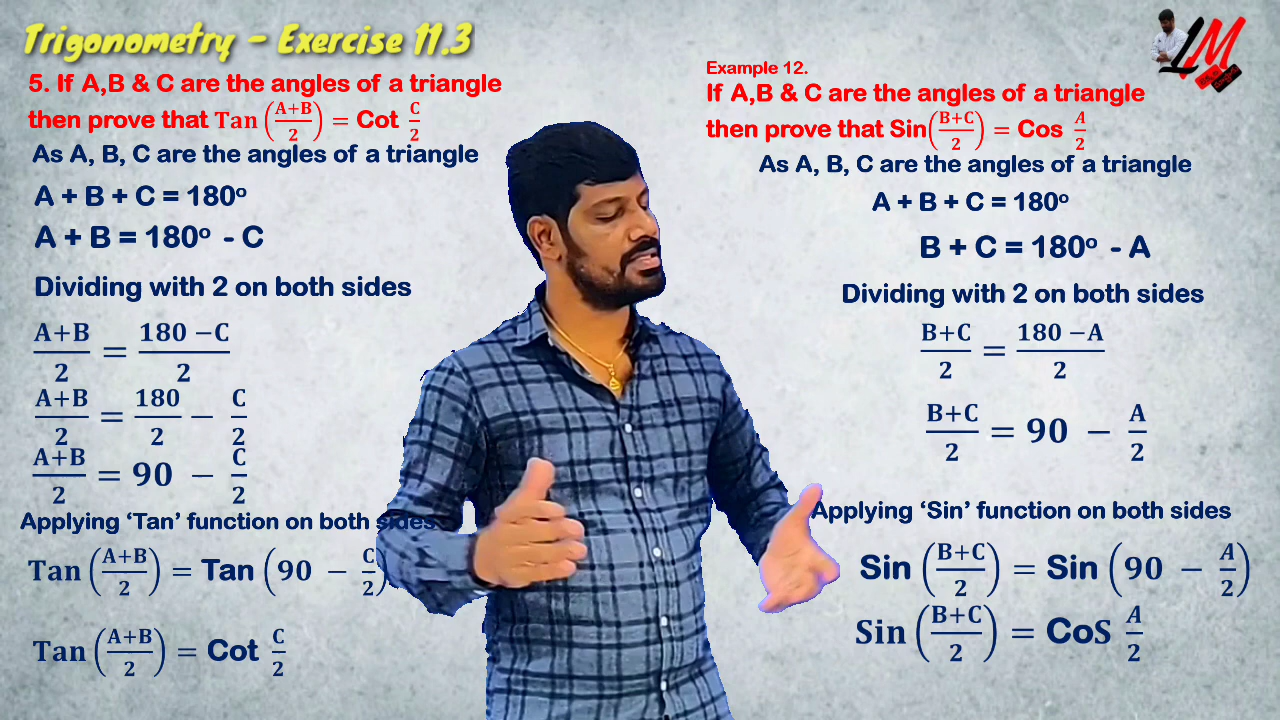 Trigonometry - Exercise 11.3
5. If A,B & C are the angles of a triangle
then prove that Tan (A+B/2) = Cot C/2
As A, B, C are the angles of a triangle
A + B + C = 180º
A + B = 180º - C
Dividing with 2 on both sides
A+B/2 = 180 −C/2
A+B/2 = 180/2 − C/2
A+B/2 = 90 − C/2
Applying ‘Tan’ function on both sides
Tan (A+B/2) = Tan (90 − C/2)
Tan (A+B/2) = Cot C/2
LM
Example 12.
If A,B & C are the angles of a triangle
then prove that Sin(B+C/2) = Cos A/2
As A, B, C are the angles of a triangle
A + B + C = 180º
B + C = 180º - A
Dividing with 2 on both sides
B+C/2 = 180 −A/2
B+C/2 = 90 − A/2
Applying ‘Sin’ function on both sides
Sin (B+C/2) = Sin (90 − A/2)
Sin (B+C/2) = CoS A/2